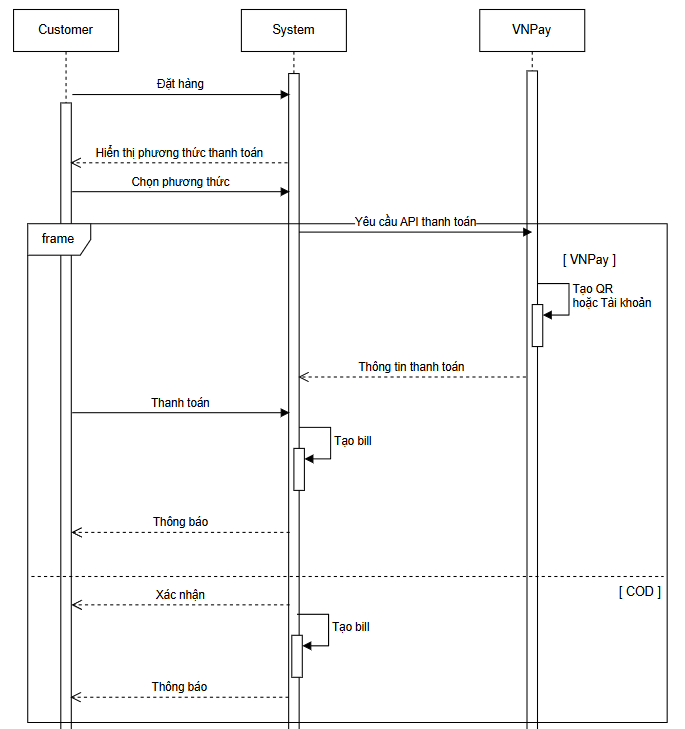 Customer
System
VNPay
Đặt hàng
Hiển thị phương thức thanh toán
Chọn phương thức
Yêu cầu API thanh toán
frame
[ VNPay ]
Tạo QR
hoặc Tài khoản
Thông tin thanh toán
Thanh toán
Tạo bill
Thông báo
[ COD ]
Xác nhận
Tạo bill
Thông báo